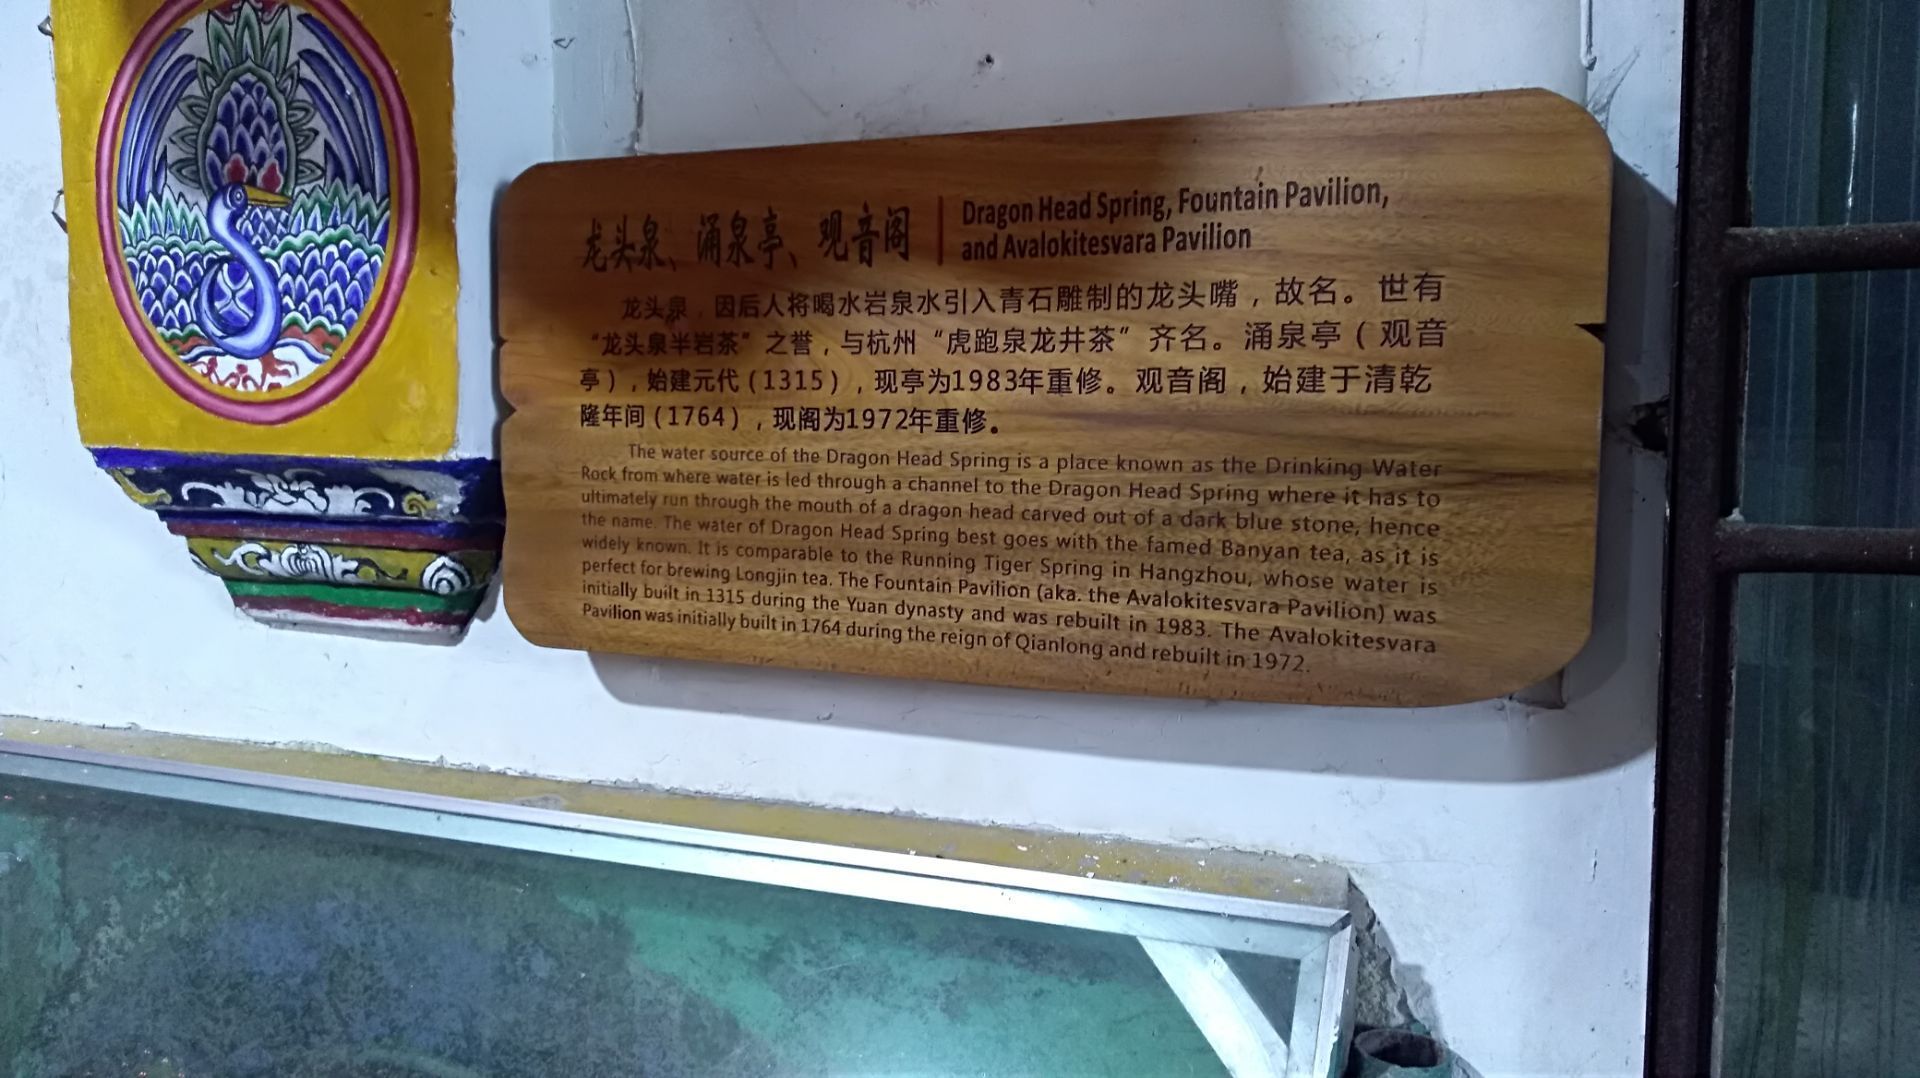 龙头泉、涌泉亭、观音阁
Dragon Head Spring, Fountain Pavilion,
and Avalokitesvara Pavilion
龙头泉，因后人将喝水岩泉水引入青石雕制的龙头嘴，故名。世有
“龙头泉半岩茶”之誉，与杭州“虎跑泉龙井茶”齐名。涌泉亭（观音
亭），始建元代（1315），现亭为1983年重修。观音阁，始建于清乾
隆年间（1764），现阁为1972年重修。
The water source of the Dragon Head Spring is a place known as the Drinking Water
Rock from where water is led through a channel to the Dragon Head Spring where it has to
ultimately run through the mouth of a dragon head carved out of a dark blue stone, hence
the name. The water of Dragon Head Spring best goes with the famed Banyan tea, as it is
widely known. It is comparable to the Running Tiger Spring in Hangzhou, whose water is
perfect for brewing Longjin tea. The Fountain Pavilion (aka. the Avalokitesvara Pavilion) was
initially built in 1315 during the Yuan dynasty and was rebuilt in 1983. The Avalokitesvara
Pavilion was initially built in 1764 during the reign of Qianlong and rebuilt in 1972.